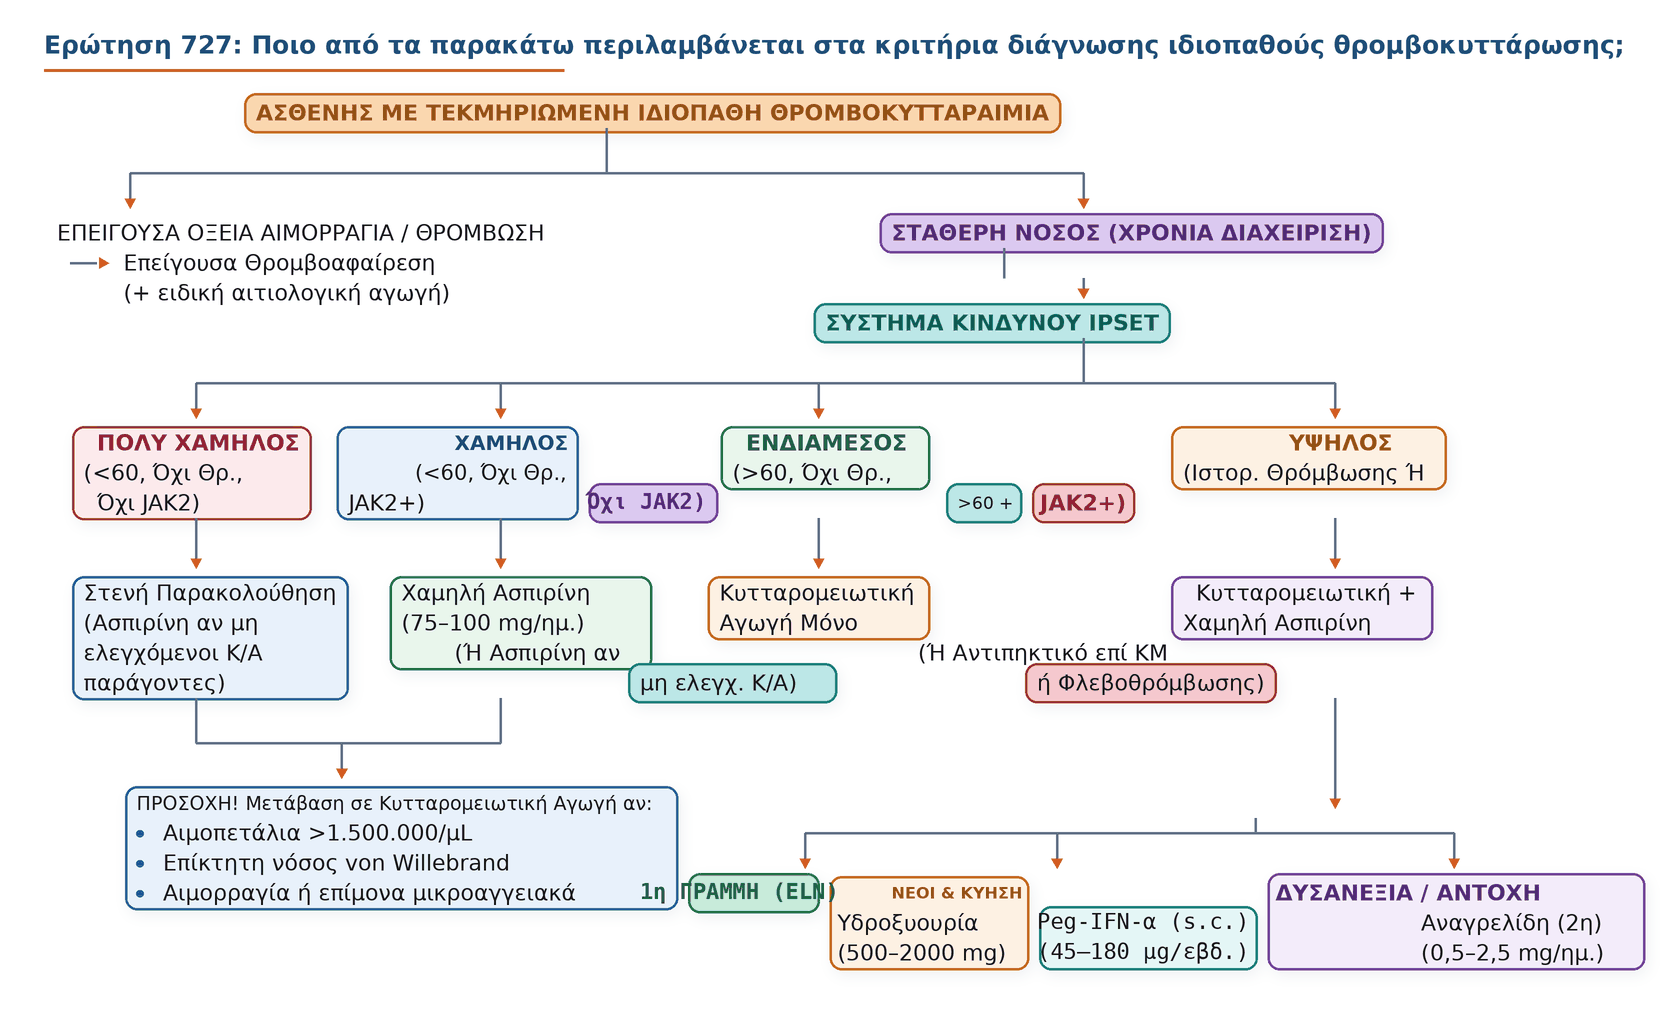 Ερώτηση 727: Ποιο από τα παρακάτω περιλαμβάνεται στα κριτήρια διάγνωσης ιδιοπαθούς θρομβοκυττάρωσης;
ΑΣΘΕΝΗΣ ΜΕ ΤΕΚΜΗΡΙΩΜΕΝΗ ΙΔΙΟΠΑΘΗ ΘΡΟΜΒΟΚΥΤΤΑΡΑΙΜΙΑ
ΕΠΕΙΓΟΥΣΑ ΟΞΕΙΑ ΑΙΜΟΡΡΑΓΙΑ / ΘΡΟΜΒΩΣΗ
Επείγουσα Θρομβοαφαίρεση
(+ ειδική αιτιολογική αγωγή)
ΣΤΑΘΕΡΗ ΝΟΣΟΣ (ΧΡΟΝΙΑ ΔΙΑΧΕΙΡΙΣΗ)
ΣΥΣΤΗΜΑ ΚΙΝΔΥΝΟΥ IPSET
ΠΟΛΥ ΧΑΜΗΛΟΣ
(<60, Όχι Θρ.,
Όχι JAK2)
ΧΑΜΗΛΟΣ
(<60, Όχι Θρ.,
JAK2+)
ΕΝΔΙΑΜΕΣΟΣ
(>60, Όχι Θρ.,
Όχι JAK2)
ΥΨΗΛΟΣ
(Ιστορ. Θρόμβωσης Ή
>60 +
JAK2+)
Στενή Παρακολούθηση
(Ασπιρίνη αν μη
ελεγχόμενοι Κ/Α
παράγοντες)
Χαμηλή Ασπιρίνη
(75–100 mg/ημ.)
(Ή Ασπιρίνη αν
μη ελεγχ. Κ/Α)
Κυτταρομειωτική
Αγωγή Μόνο
Κυτταρομειωτική +
Χαμηλή Ασπιρίνη
(Ή Αντιπηκτικό επί ΚΜ
ή Φλεβοθρόμβωσης)
ΠΡΟΣΟΧΗ! Μετάβαση σε Κυτταρομειωτική Αγωγή αν:
• Αιμοπετάλια >1.500.000/μL
• Επίκτητη νόσος von Willebrand
• Αιμορραγία ή επίμονα μικροαγγειακά
1η ΓΡΑΜΜΗ (ELN)
Υδροξυουρία
(500–2000 mg)
ΝΕΟΙ & ΚΥΗΣΗ
Peg-IFN-α (s.c.)
(45–180 μg/εβδ.)
ΔΥΣΑΝΕΞΙΑ / ΑΝΤΟΧΗ
Αναγρελίδη (2η)
(0,5–2,5 mg/ημ.)